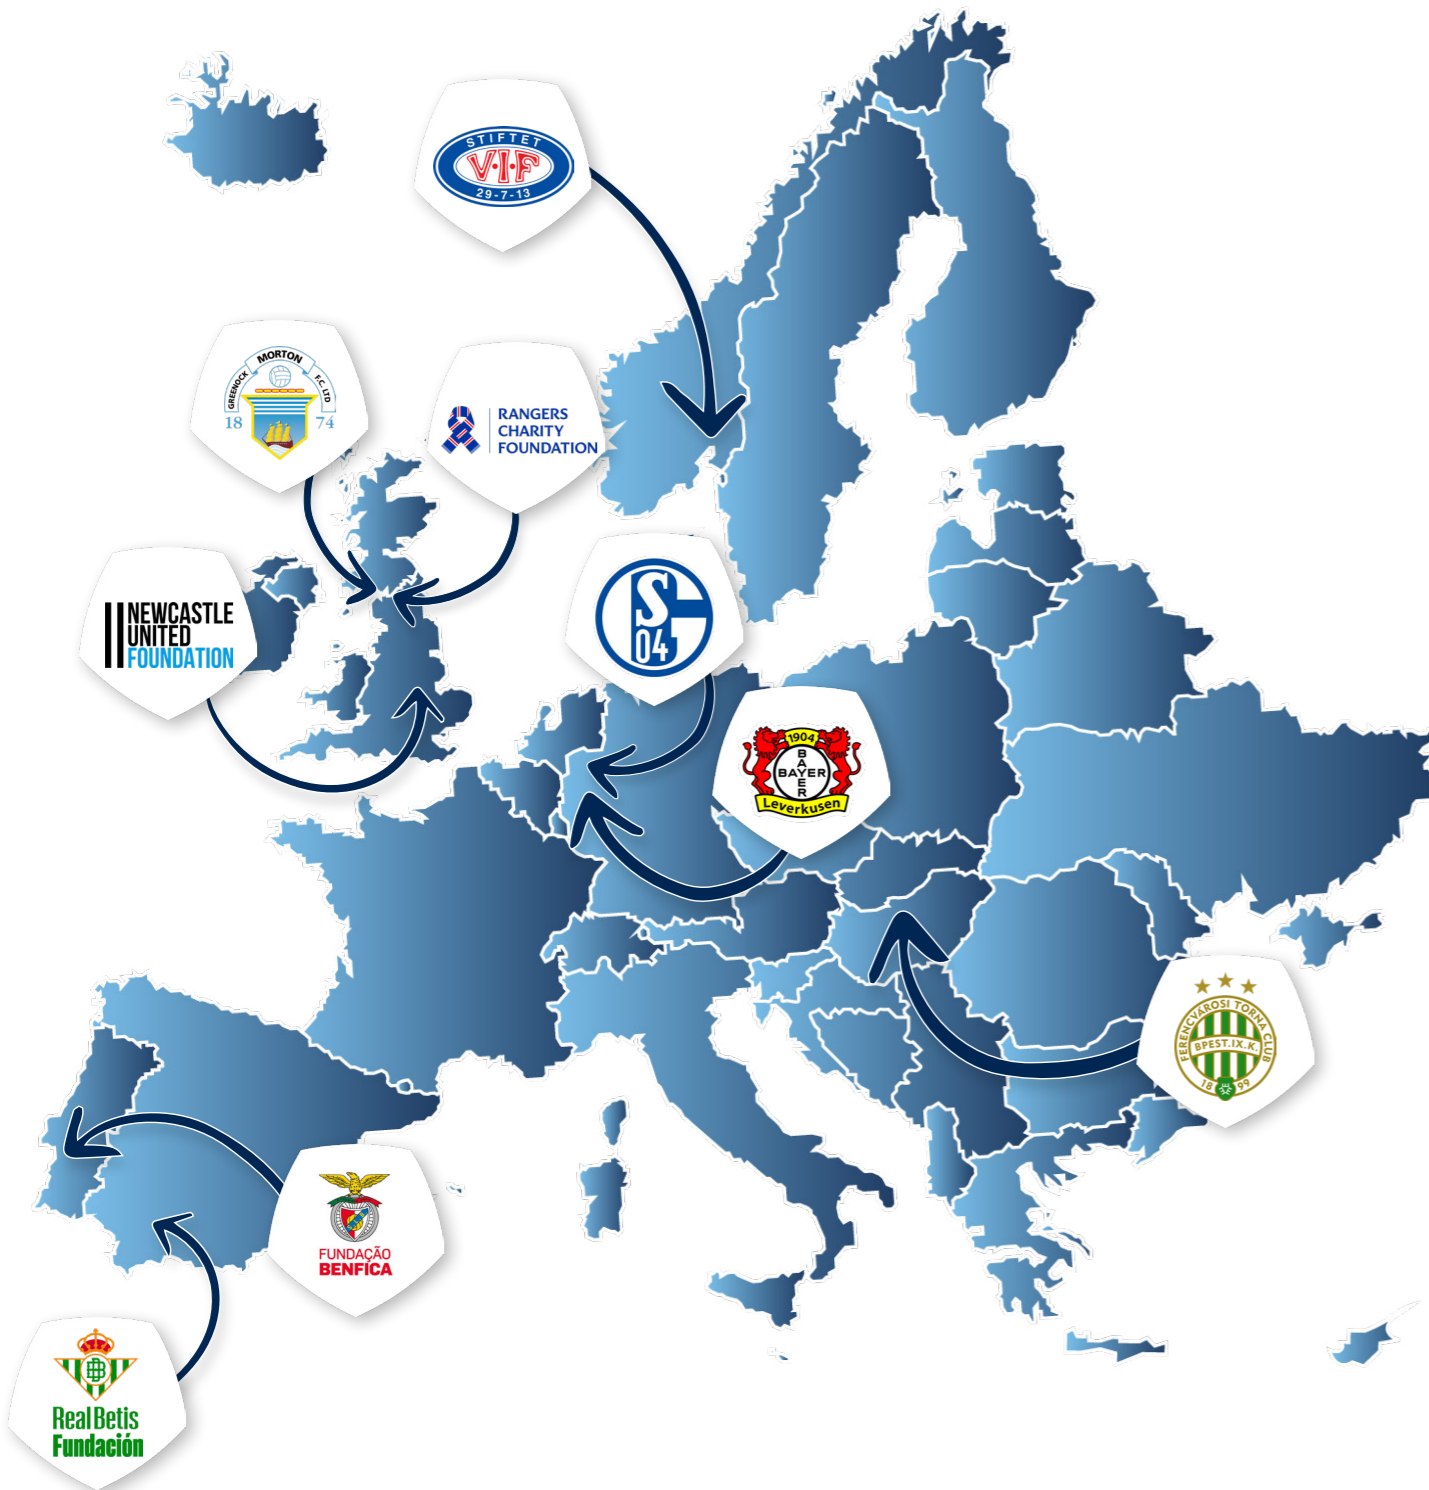 STIFTET
V·I·F
29-7-13
GREENOCK MORTON F.C. LTD
18 74
RANGERS
CHARITY
FOUNDATION
NEWCASTLE
UNITED
FOUNDATION
S
04
1904
BAYER
BAYER
Leverkusen
FERENCVÁROSI TORNA CLUB
BPEST.IX.K.
18 99
FUNDAÇÃO
BENFICA
Real Betis
Fundación